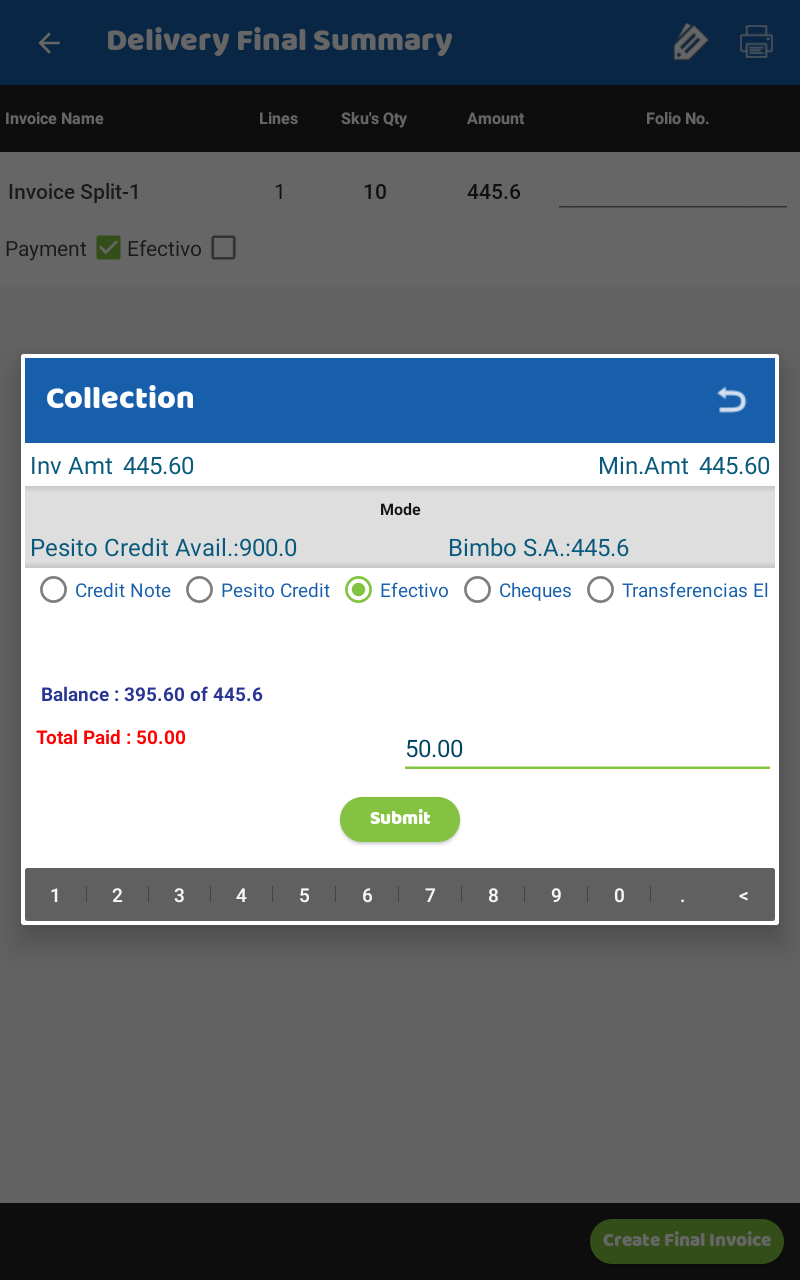 Delivery Final Summary
Invoice Name Lines Sku's Qty Amount Folio No.
Invoice Split-1 1 10 445.6
Payment Efectivo
Collection
Inv Amt 445.60 Min.Amt 445.60
Mode
Pesito Credit Avail.:900.0 Bimbo S.A.:445.6
Credit Note Pesito Credit Efectivo Cheques Transferencias El
Balance : 395.60 of 445.6
Total Paid : 50.00
50.00
Submit
1 2 3 4 5 6 7 8 9 0 . <
Create Final Invoice